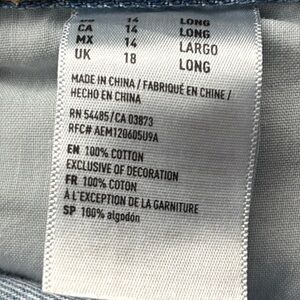 14 LONG
CA 14 LONG
MX 14 LARGO
UK 18 LONG
MADE IN CHINA / FABRIQUÉ EN CHINE /
HECHO EN CHINA
RN 54485/CA 03873
RFC# AEM120605U9A
EN 100% COTTON
EXCLUSIVE OF DECORATION
FR 100% COTON
À L'EXCEPTION DE LA GARNITURE
SP 100% algodón